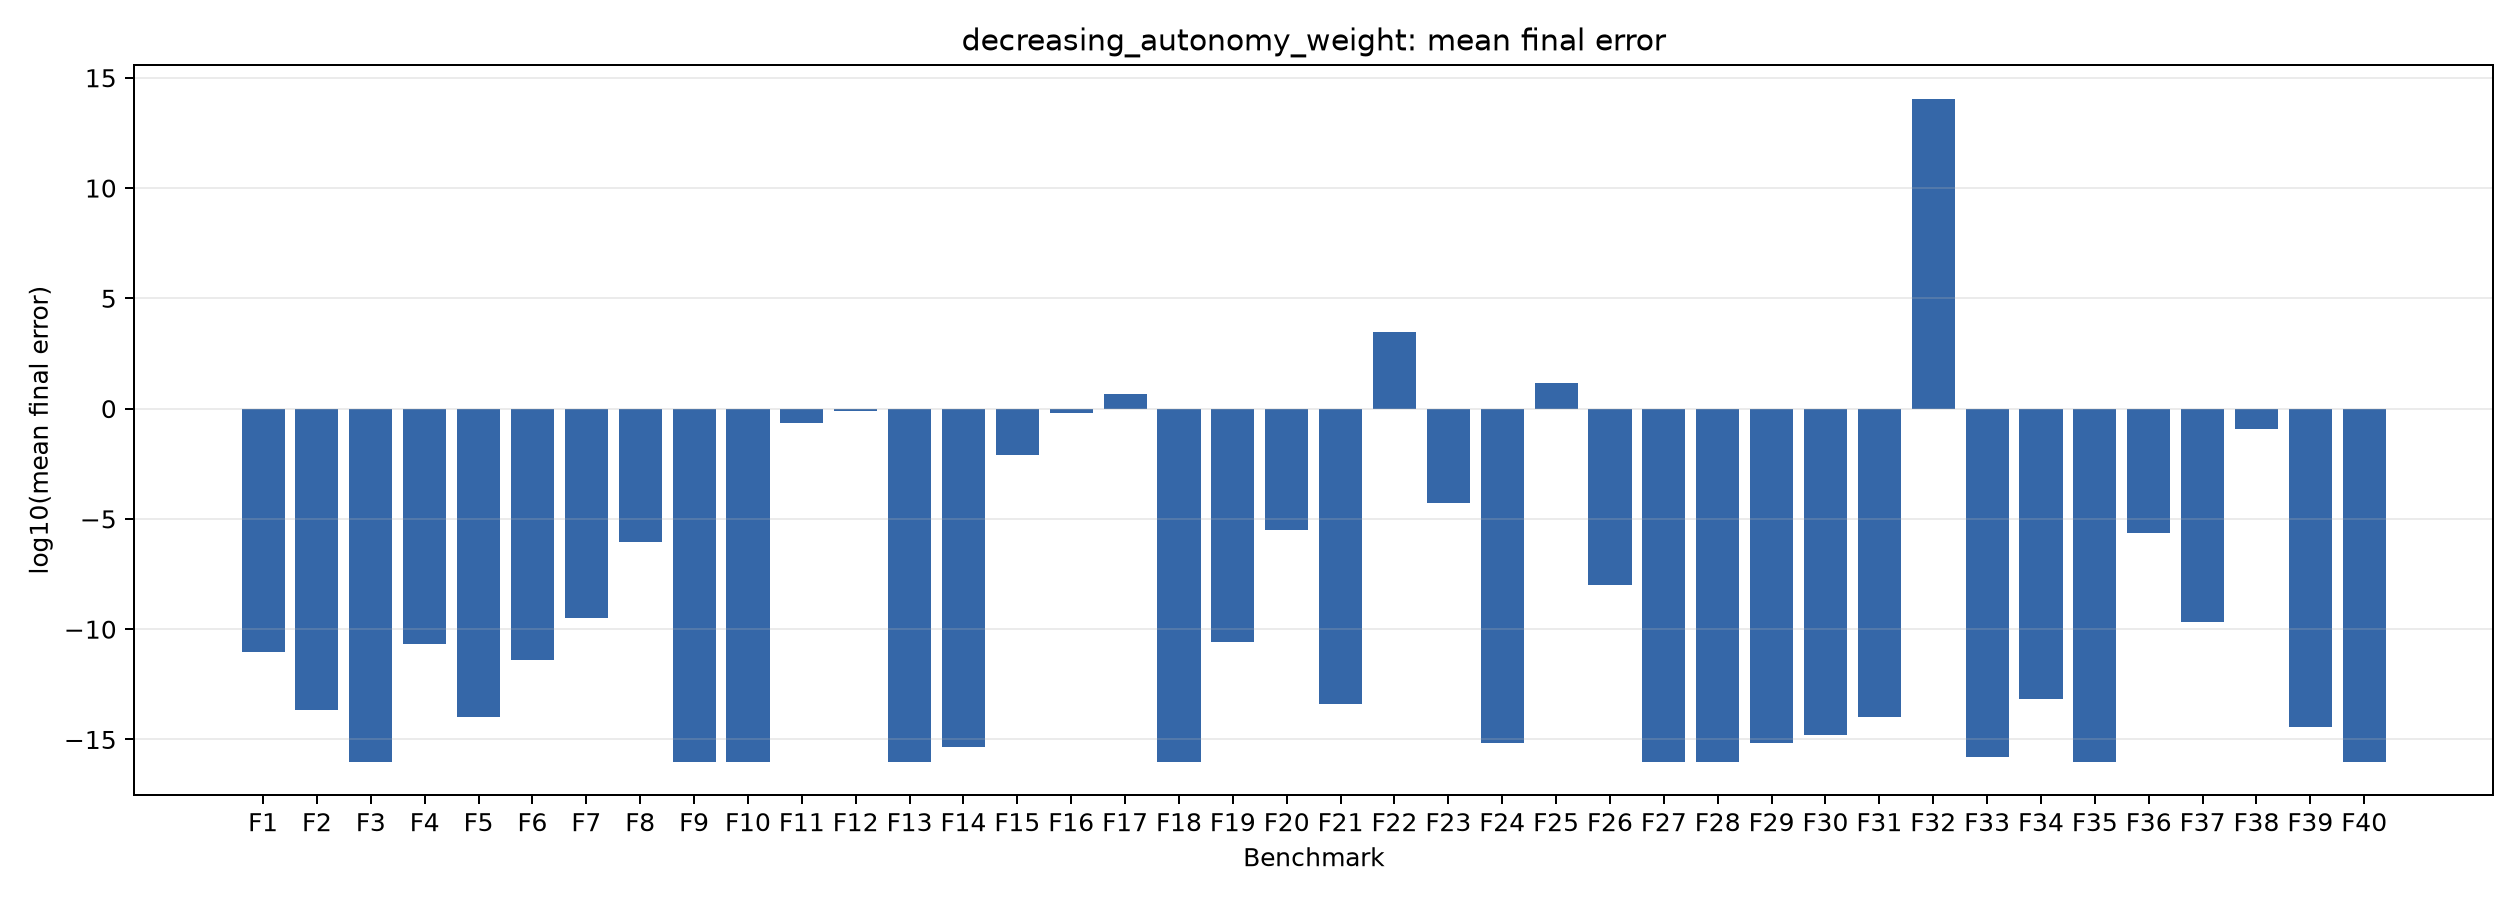 decreasing_autonomy_weight: mean final error
log10(mean final error)
15
10
5
0
−5
−10
−15
F1 F2 F3 F4 F5 F6 F7 F8 F9 F10 F11 F12 F13 F14 F15 F16 F17 F18 F19 F20 F21 F22 F23 F24 F25 F26 F27 F28 F29 F30 F31 F32 F33 F34 F35 F36 F37 F38 F39 F40
Benchmark